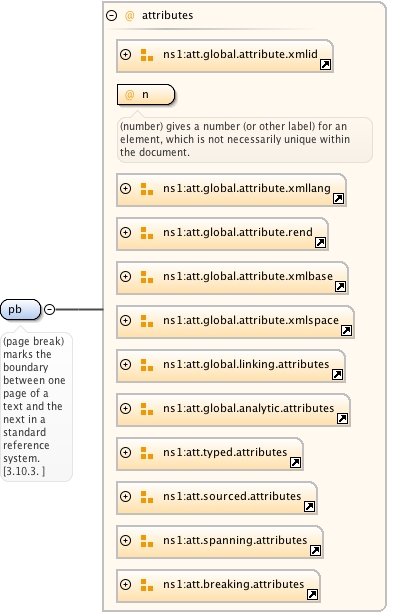 @ attributes
ns1:att.global.attribute.xmlid
@ n
(number) gives a number (or other label) for an
element, which is not necessarily unique within
the document.
ns1:att.global.attribute.xmllang
ns1:att.global.attribute.rend
ns1:att.global.attribute.xmlbase
ns1:att.global.attribute.xmlspace
ns1:att.global.linking.attributes
ns1:att.global.analytic.attributes
ns1:att.typed.attributes
ns1:att.sourced.attributes
ns1:att.spanning.attributes
ns1:att.breaking.attributes
pb
(page break)
marks the
boundary
between one
page of a
text and the
next in a
standard
reference
system.
[3.10.3. ]